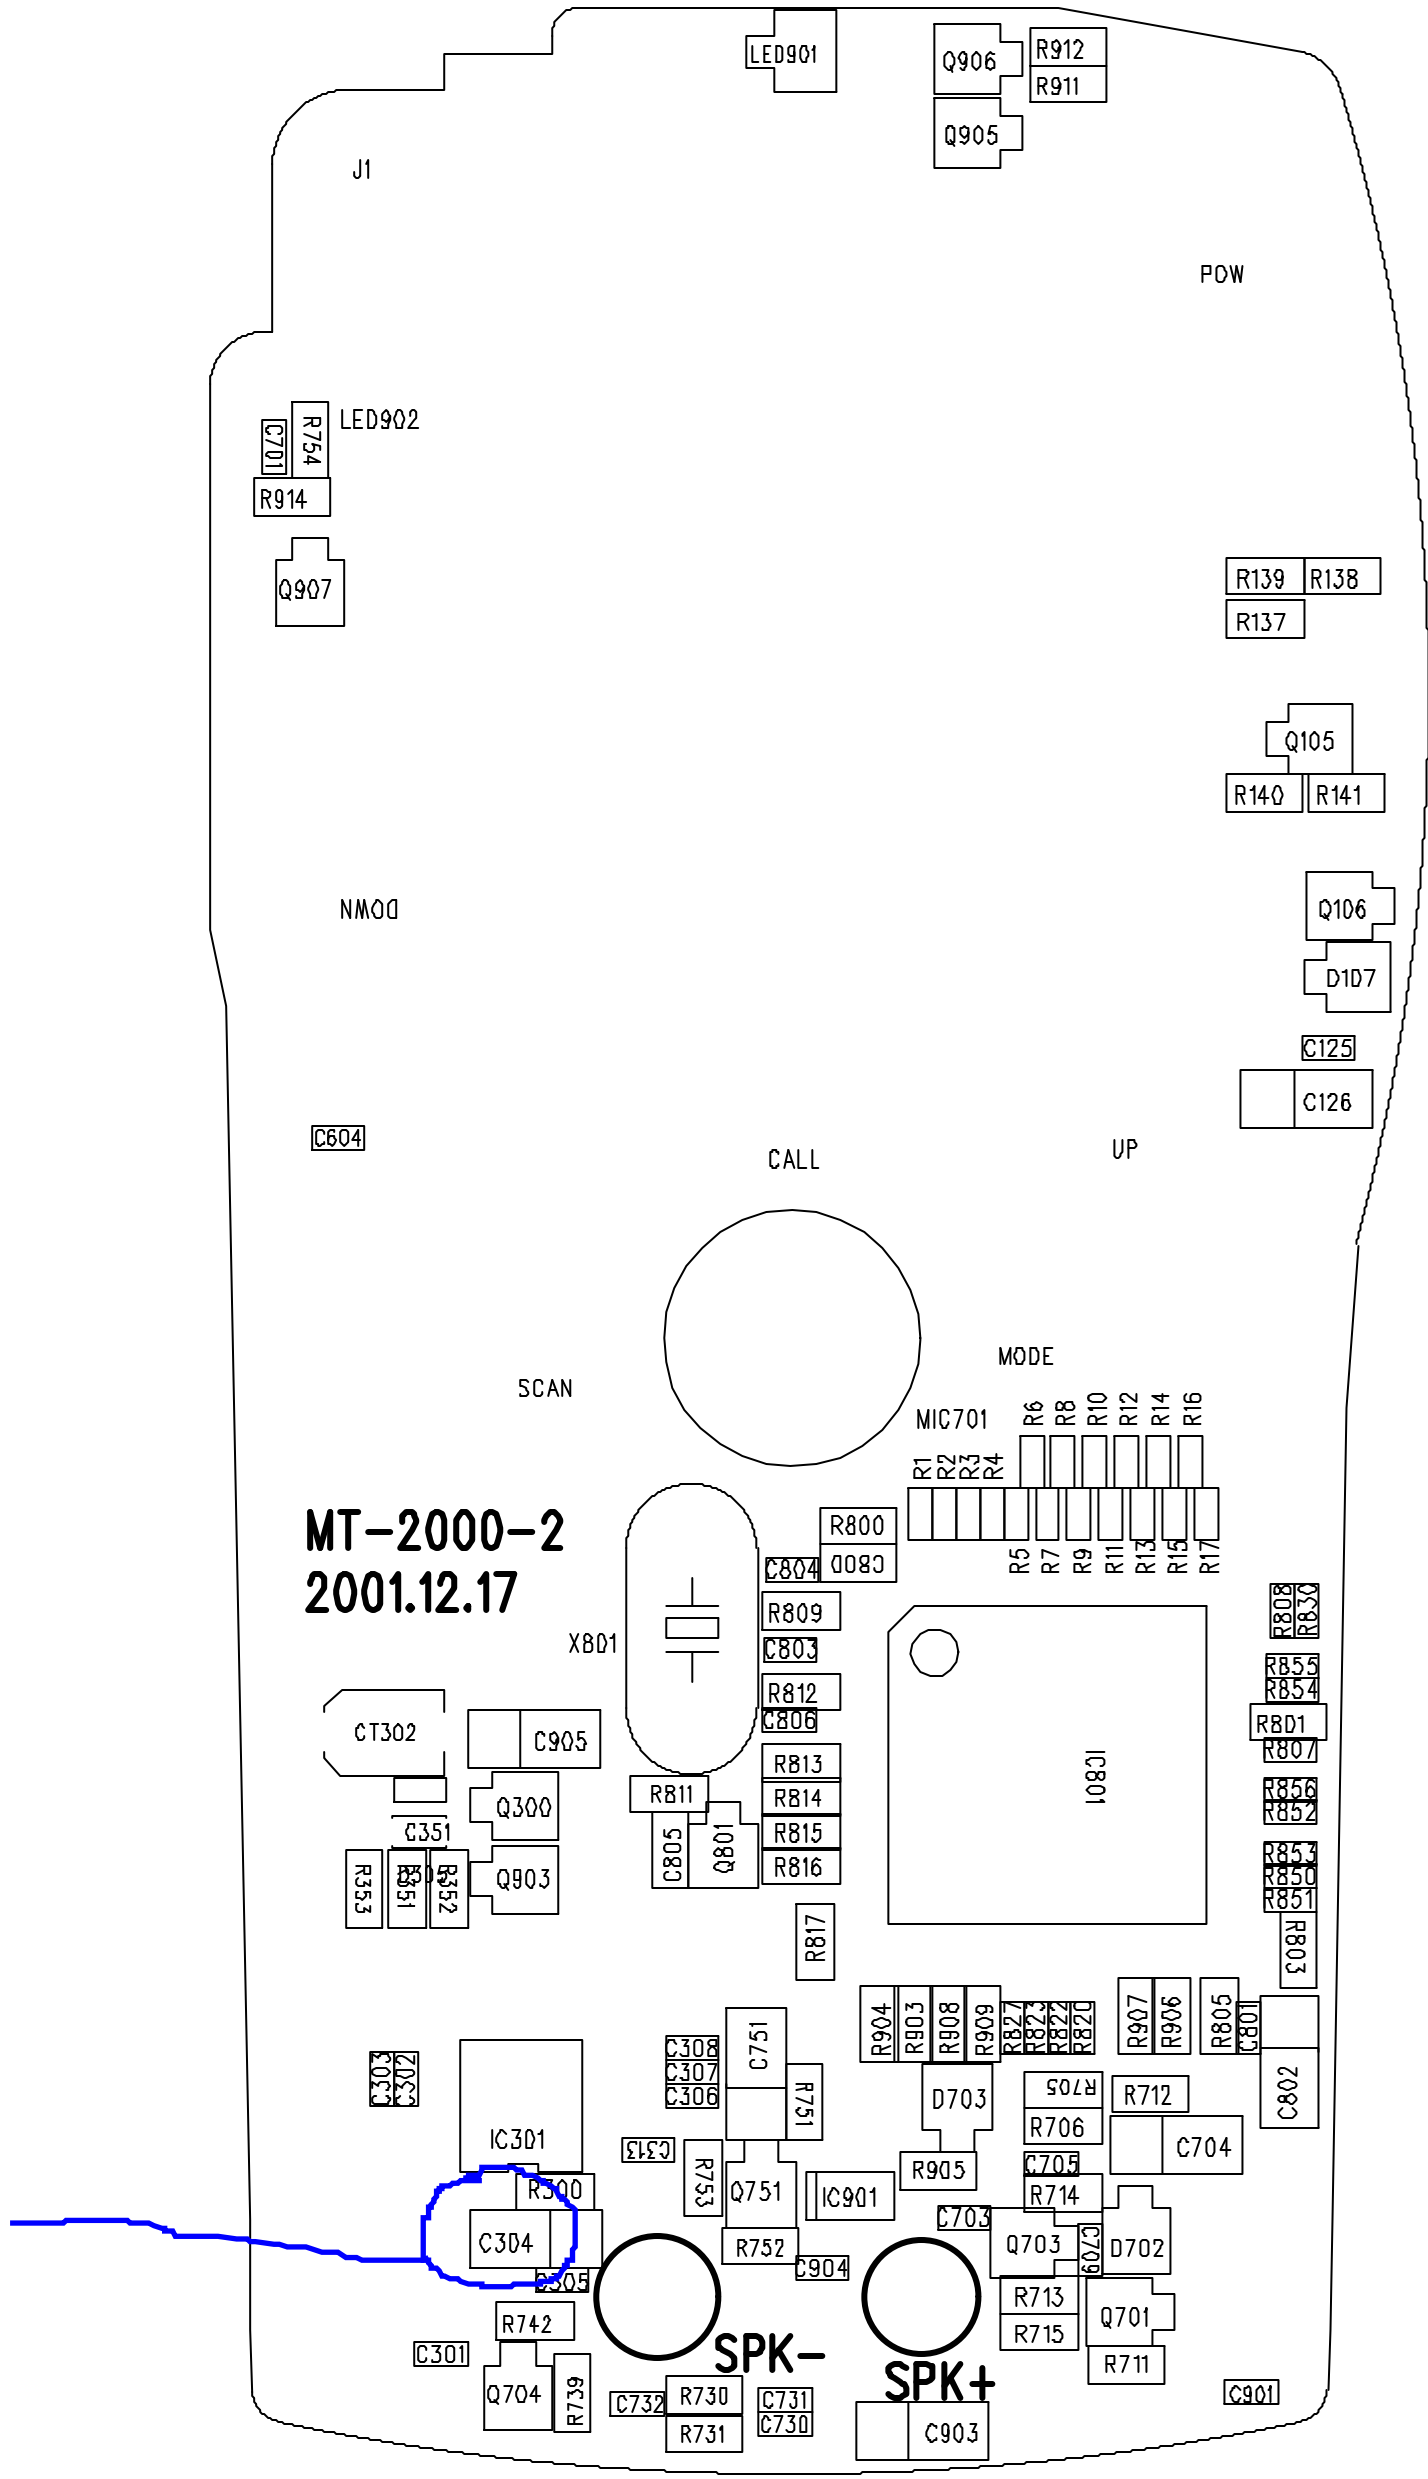 LED901
Q906
R912
R911
Q905
J1
POW
LED902
C701
R754
R914
Q907
R139 R138
R137
Q105
R140 R141
DOWN
Q106
D107
C125
C126
C604
CALL
UP
MODE
SCAN
MIC701
R6 R8 R10 R12 R14 R16
R1 R2 R3 R4
R5 R7 R9 R11 R13 R15 R17
MT-2000-2
2001.12.17
R800
C800
C804
R809
X801
C803
R812
C806
R808 R830
R855
R854
R801
R807
CT302
C905
IC801
R813
R811
R814
Q300
R856
R852
C351
C805
Q801
R815
R816
R853
R850
R851
R353
R351
D305
R352
Q903
R817
R803
R904 R903 R908 R909 R827 R823 R822 R820
R907 R906 R805 C801
C802
C303 C302
C308
C307
C306
C751
R751
D703
R705
R712
R706
IC301
C313
C704
R753
C705
R905
R300
Q751
IC901
R714
C703
C304
R752
Q703
C709
D702
C305
C904
R742
R713
Q701
R715
C301
SPK-
R711
Q704
R739
SPK+
C732
R730
C731
C901
R731
C730
C903